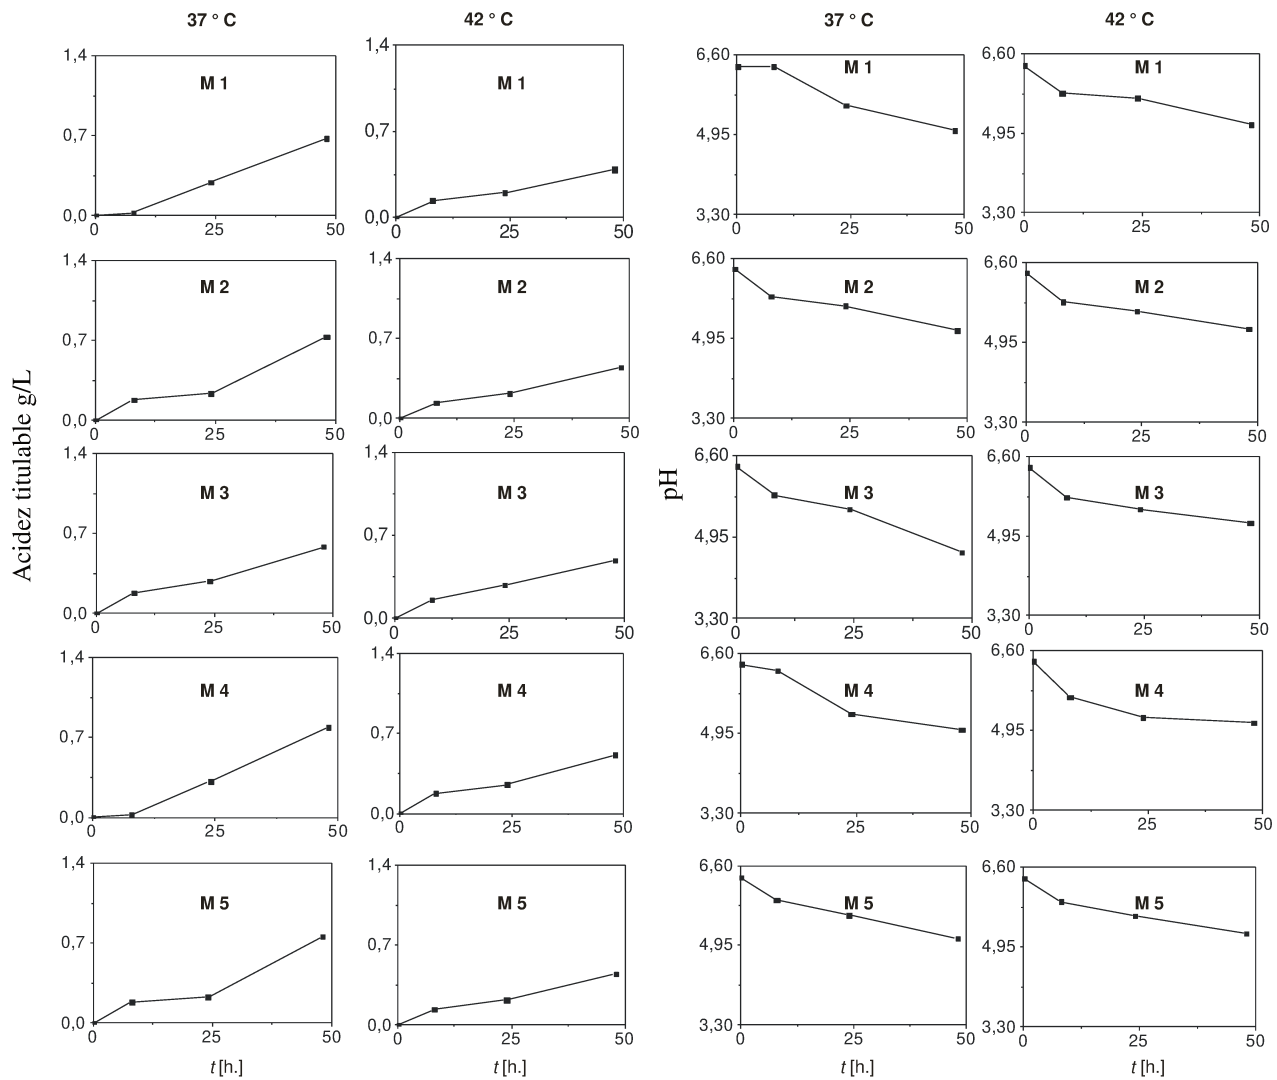 37 ° C 42 ° C 37 ° C 42 ° C
1,4 1,4 6,60 6,60
M 1 M 1 M 1 M 1
0,7 0,7 4,95 4,95
0,0 0,0 3,30 3,30
0 25 50 0 25 50 0 25 50 0 25 50
1,4 1,4 6,60 6,60
M 2 M 2 M 2 M 2
0,7 0,7 4,95 4,95
0,0 0,0 3,30 3,30
0 25 50 0 25 50 0 25 50 0 25 50
Acidez titulable g/L
pH
1,4 1,4 6,60 6,60
M 3 M 3 M 3 M 3
0,7 0,7 4,95 4,95
0,0 0,0 3,30 3,30
0 25 50 0 25 50 0 25 50 0 25 50
1,4 1,4 6,60 6,60
M 4 M 4 M 4 M 4
0,7 0,7 4,95 4,95
0,0 0,0 3,30 3,30
0 25 50 0 25 50 0 25 50 0 25 50
1,4 1,4 6,60 6,60
M 5 M 5 M 5 M 5
0,7 0,7 4,95 4,95
0,0 0,0 3,30 3,30
0 25 50 0 25 50 0 25 50 0 25 50
t [h.] t [h.] t [h.] t [h.]